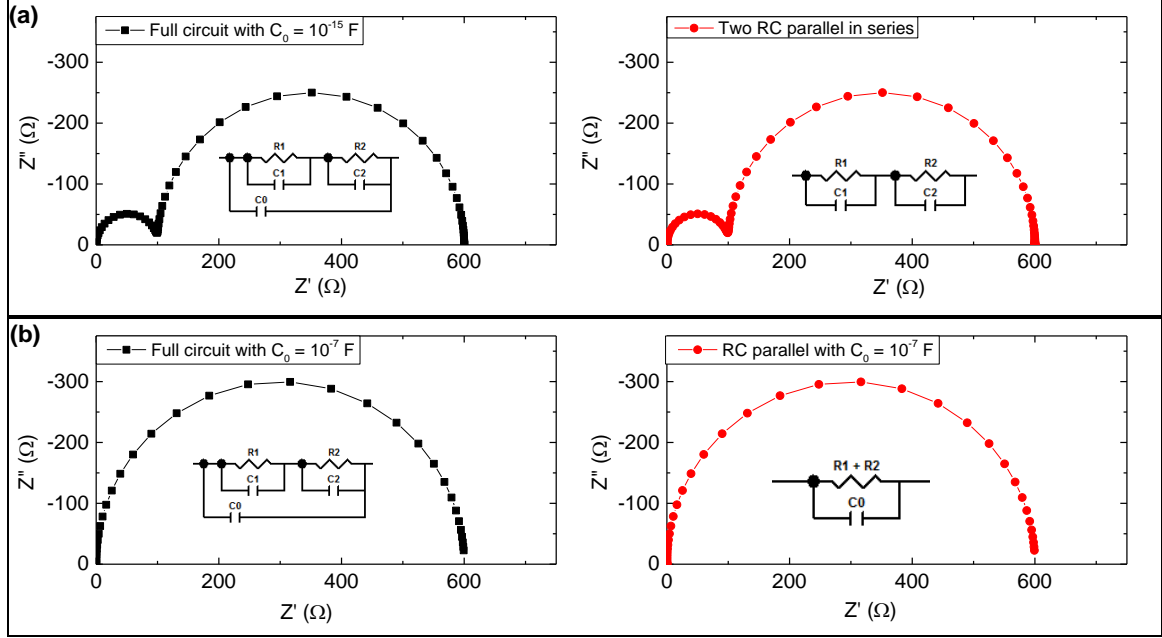 (a)
Full circuit with C₀ = 10⁻¹⁵ F
Z'' (Ω)
-300
-200
-100
0
R1
R2
C1
C2
C0
0
200
400
600
Z' (Ω)
Two RC parallel in series
Z'' (Ω)
-300
-200
-100
0
R1
R2
C1
C2
0
200
400
600
Z' (Ω)
(b)
Full circuit with C₀ = 10⁻⁷ F
Z'' (Ω)
-300
-200
-100
0
R1
R2
C1
C2
C0
0
200
400
600
Z' (Ω)
RC parallel with C₀ = 10⁻⁷ F
Z'' (Ω)
-300
-200
-100
0
R1 + R2
C0
0
200
400
600
Z' (Ω)